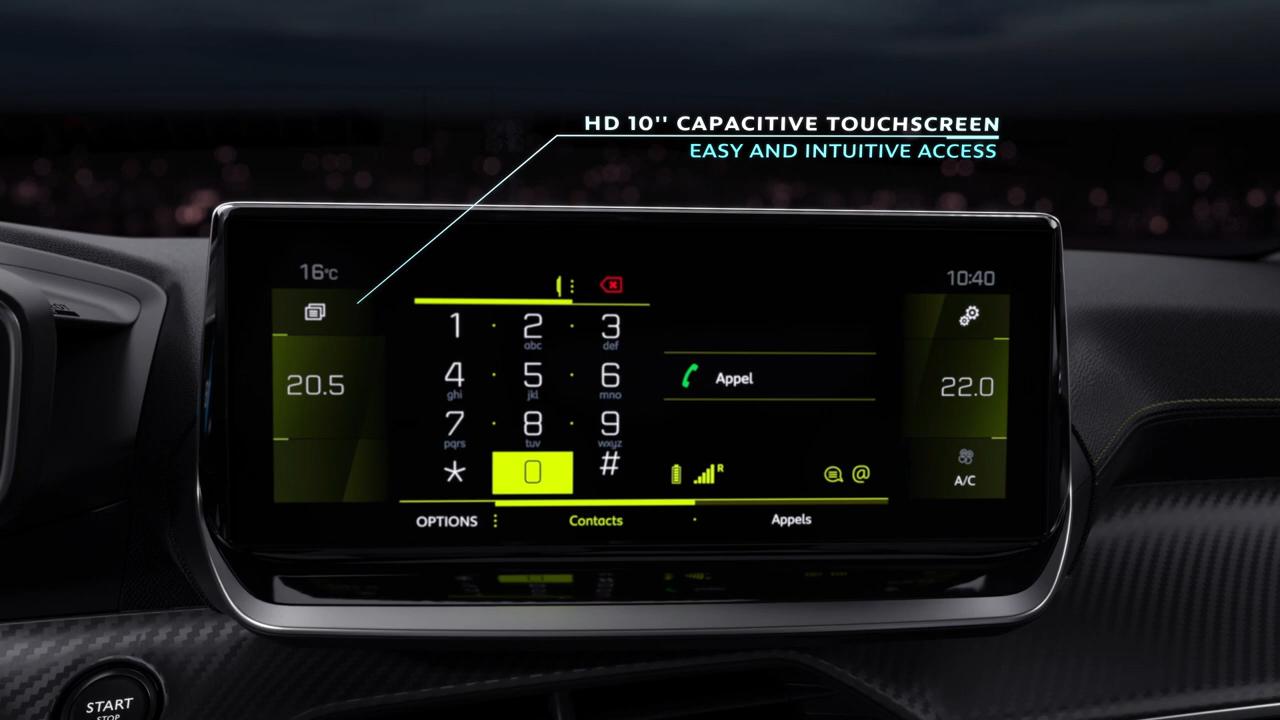 HD 10'' CAPACITIVE TOUCHSCREEN
EASY AND INTUITIVE ACCESS
16°C
10:40
1 2 3
abc def
20.5
4 5 6
ghi jkl mno
Appel
22.0
7 8 9
pqrs tuv wxyz
* 0 #
R
@
A/C
OPTIONS
Contacts
Appels
START
STOP